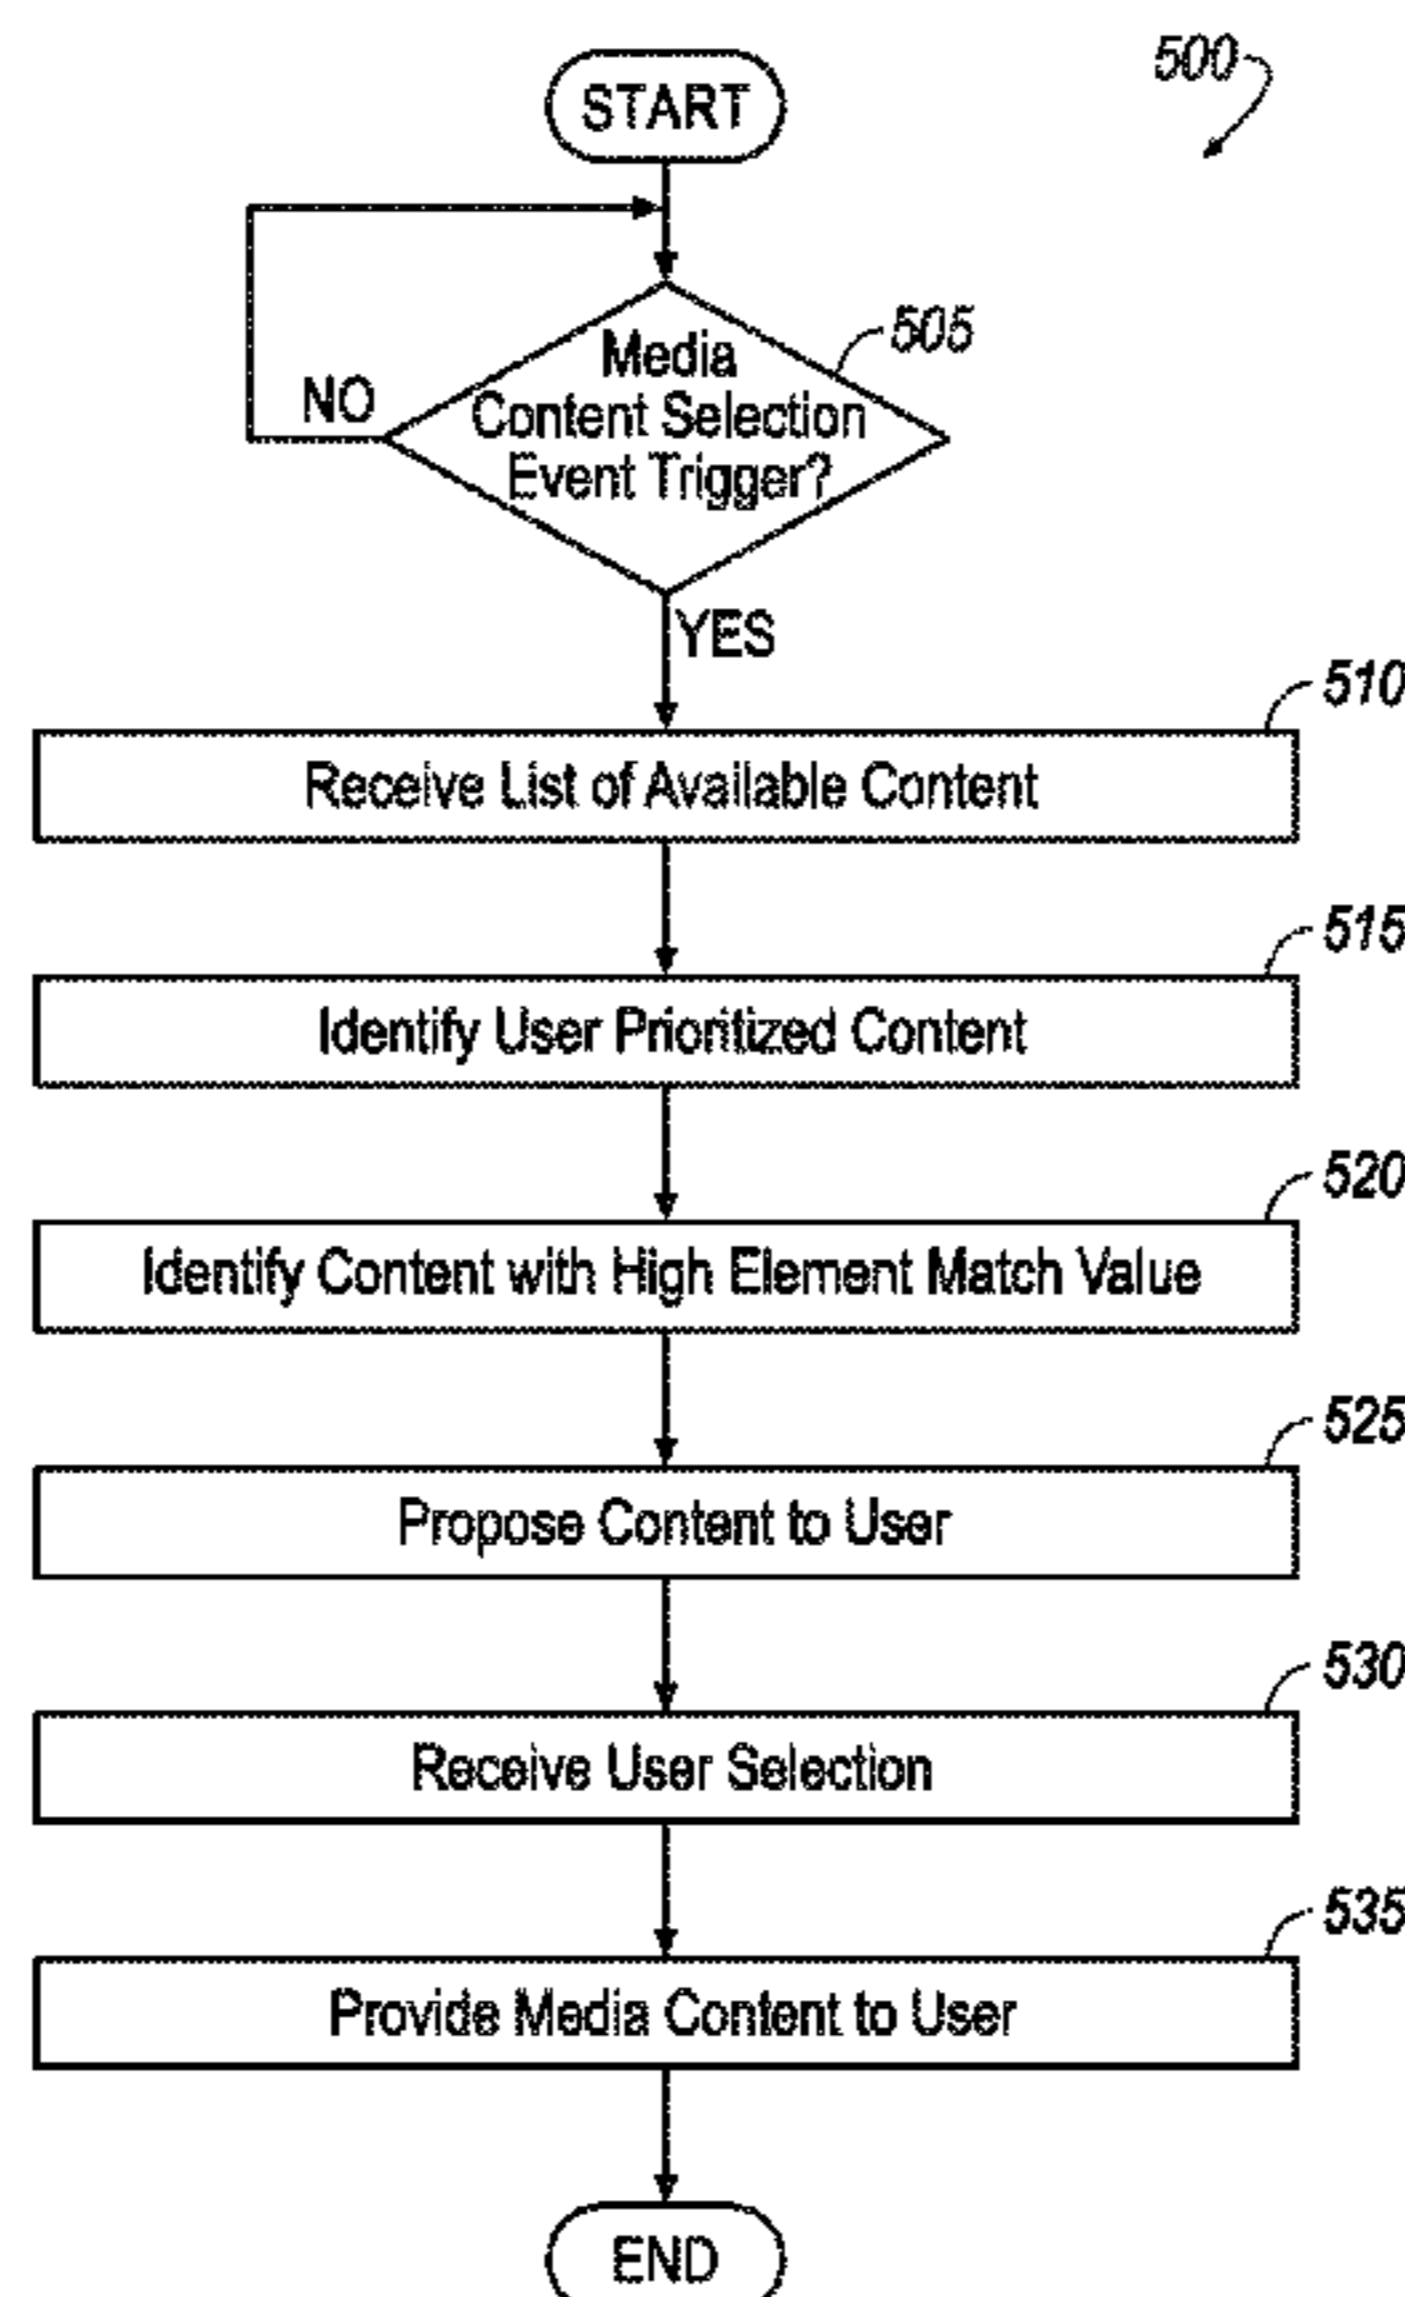 500
START
505
Media
Content Selection
Event Trigger?
NO
YES
510
Receive List of Available Content
515
Identify User Prioritized Content
520
Identify Content with High Element Match Value
525
Propose Content to User
530
Receive User Selection
535
Provide Media Content to User
END